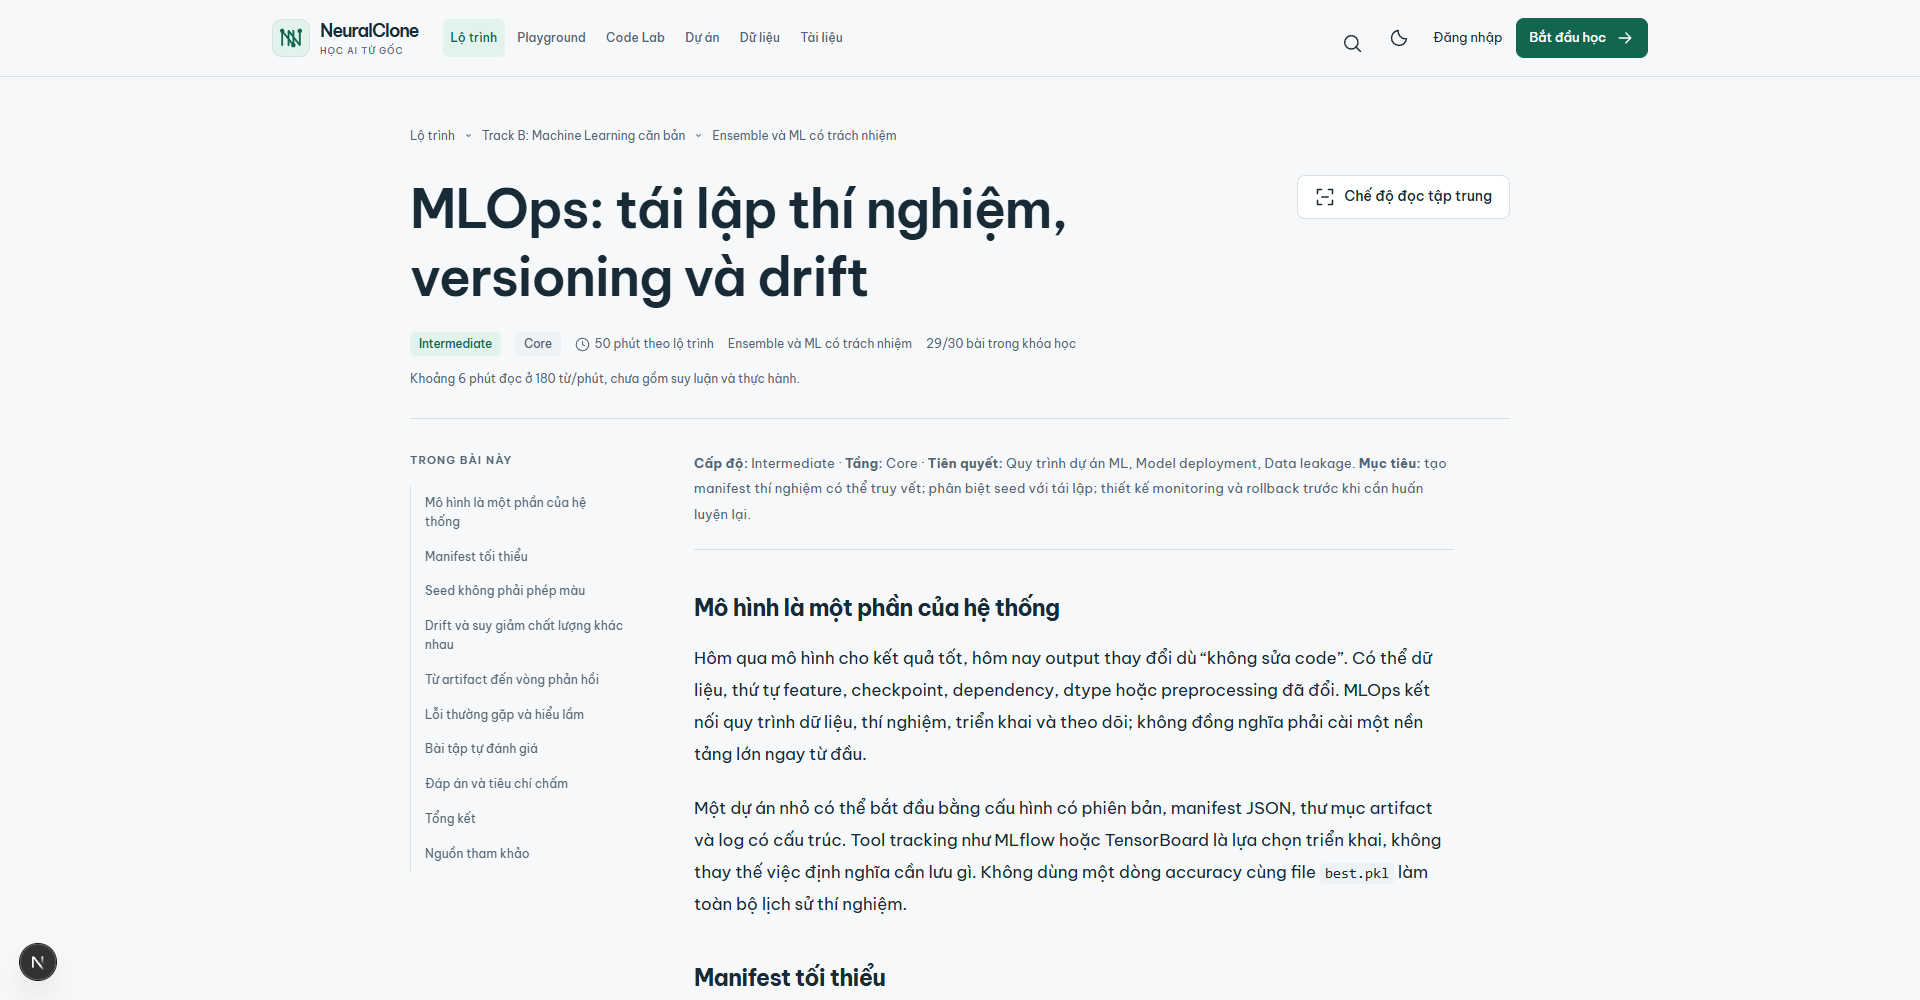 NeuralClone
HỌC AI TỪ GỐC
Lộ trình
Playground
Code Lab
Dự án
Dữ liệu
Tài liệu
Đăng nhập
Bắt đầu học
Lộ trình
Track B: Machine Learning căn bản
Ensemble và ML có trách nhiệm
MLOps: tái lập thí nghiệm,
versioning và drift
Chế độ đọc tập trung
Intermediate
Core
50 phút theo lộ trình
Ensemble và ML có trách nhiệm
29/30 bài trong khóa học
Khoảng 6 phút đọc ở 180 từ/phút, chưa gồm suy luận và thực hành.
TRONG BÀI NÀY
Mô hình là một phần của hệ
thống
Manifest tối thiểu
Seed không phải phép màu
Drift và suy giảm chất lượng khác
nhau
Từ artifact đến vòng phản hồi
Lỗi thường gặp và hiểu lầm
Bài tập tự đánh giá
Đáp án và tiêu chí chấm
Tổng kết
Nguồn tham khảo
Cấp độ: Intermediate · Tầng: Core · Tiên quyết: Quy trình dự án ML, Model deployment, Data leakage. Mục tiêu: tạo
manifest thí nghiệm có thể truy vết; phân biệt seed với tái lập; thiết kế monitoring và rollback trước khi cần huấn
luyện lại.
Mô hình là một phần của hệ thống
Hôm qua mô hình cho kết quả tốt, hôm nay output thay đổi dù “không sửa code”. Có thể dữ
liệu, thứ tự feature, checkpoint, dependency, dtype hoặc preprocessing đã đổi. MLOps kết
nối quy trình dữ liệu, thí nghiệm, triển khai và theo dõi; không đồng nghĩa phải cài một nền
tảng lớn ngay từ đầu.
Một dự án nhỏ có thể bắt đầu bằng cấu hình có phiên bản, manifest JSON, thư mục artifact
và log có cấu trúc. Tool tracking như MLflow hoặc TensorBoard là lựa chọn triển khai, không
thay thế việc định nghĩa cần lưu gì. Không dùng một dòng accuracy cùng file best.pkl làm
toàn bộ lịch sử thí nghiệm.
Manifest tối thiểu